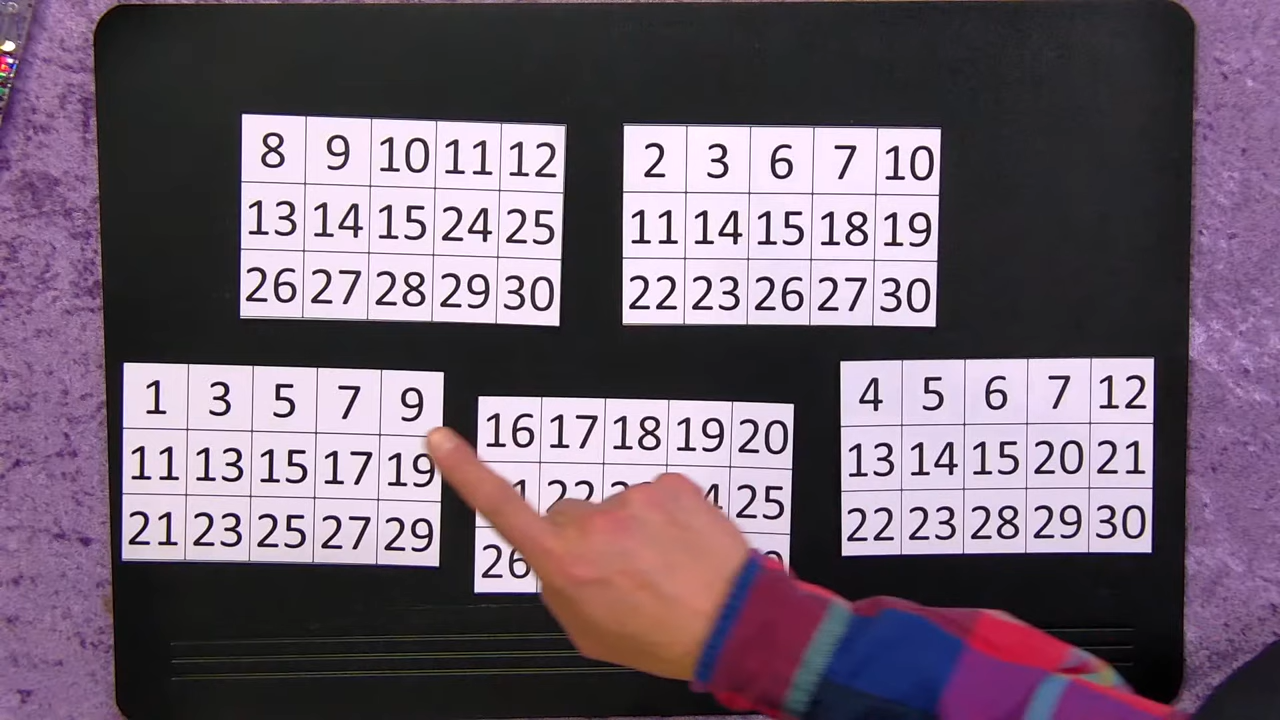 8 9 10 11 12
13 14 15 24 25
26 27 28 29 30
2 3 6 7 10
11 14 15 18 19
22 23 26 27 30
1 3 5 7 9
11 13 15 17 19
21 23 25 27 29
16 17 18 19 20
22 25
26
4 5 6 7 12
13 14 15 20 21
22 23 28 29 30